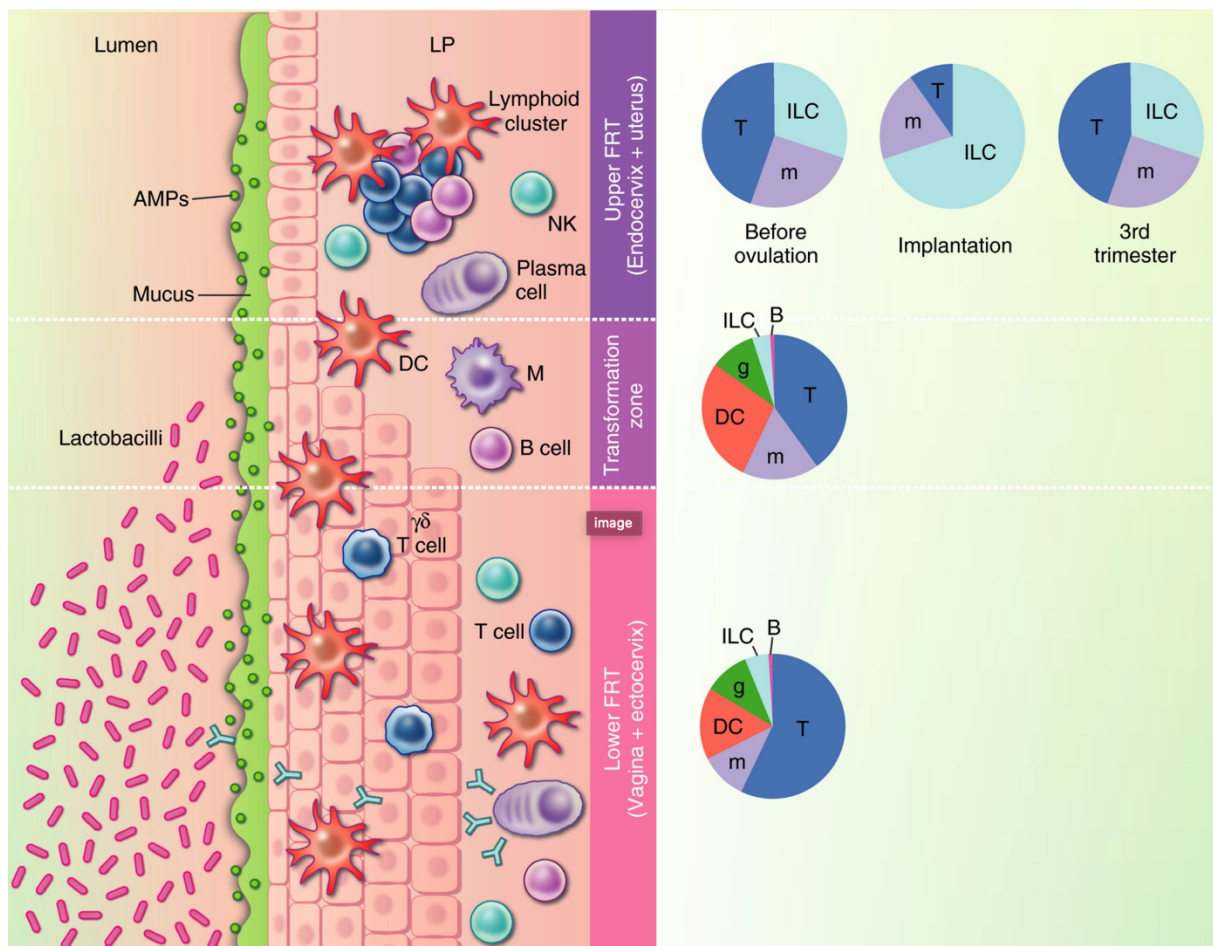 Lumen
LP
Lymphoid
cluster
AMPs
NK
Plasma
cell
Mucus
DC
M
Lactobacilli
B cell
γδ
T cell
T cell
Upper FRT
(Endocervix + uterus)
Transformation
zone
image
Lower FRT
(Vagina + ectocervix)
T
ILC
m
Before
ovulation
T
m
ILC
Implantation
T
ILC
m
3rd
trimester
ILC
B
g
T
DC
m
ILC
B
g
DC
T
m